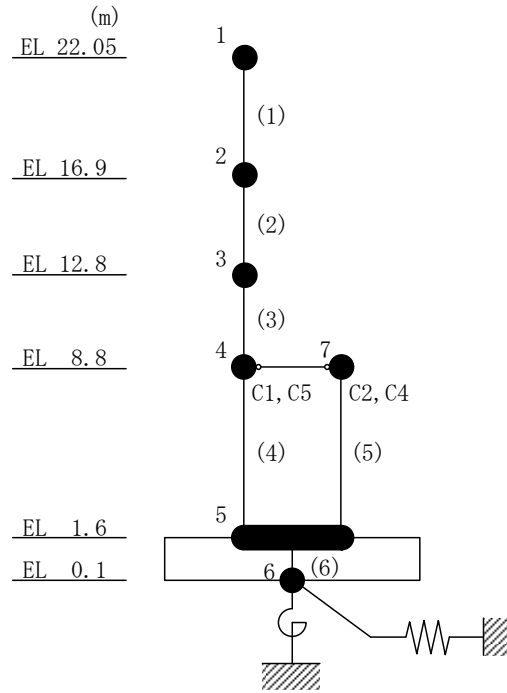 (m)
1
EL 22.05
(1)
2
EL 16.9
(2)
3
EL 12.8
(3)
4
7
EL 8.8
C1, C5
C2, C4
(4)
(5)
5
EL 1.6
6
(6)
EL 0.1